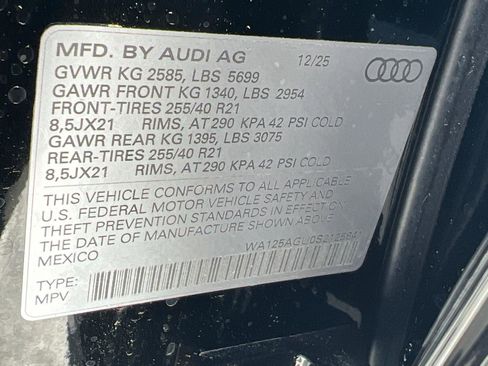 MFD. BY AUDI AG 12/25
GVWR KG 2585, LBS 5699
GAWR FRONT KG 1340, LBS 2954
FRONT-TIRES 255/40 R21
8,5JX21 RIMS, AT 290 KPA 42 PSI COLD
GAWR REAR KG 1395, LBS 3075
REAR-TIRES 255/40 R21
8,5JX21 RIMS, AT 290 KPA 42 PSI COLD
THIS VEHICLE CONFORMS TO ALL APPLICABLE
U.S. FEDERAL MOTOR VEHICLE SAFETY, BUMPER, AND
THEFT PREVENTION STANDARDS IN EFFECT ON
THE DATE OF MANUFACTURE SHOWN ABOVE.
MEXICO
TYPE:
MPV